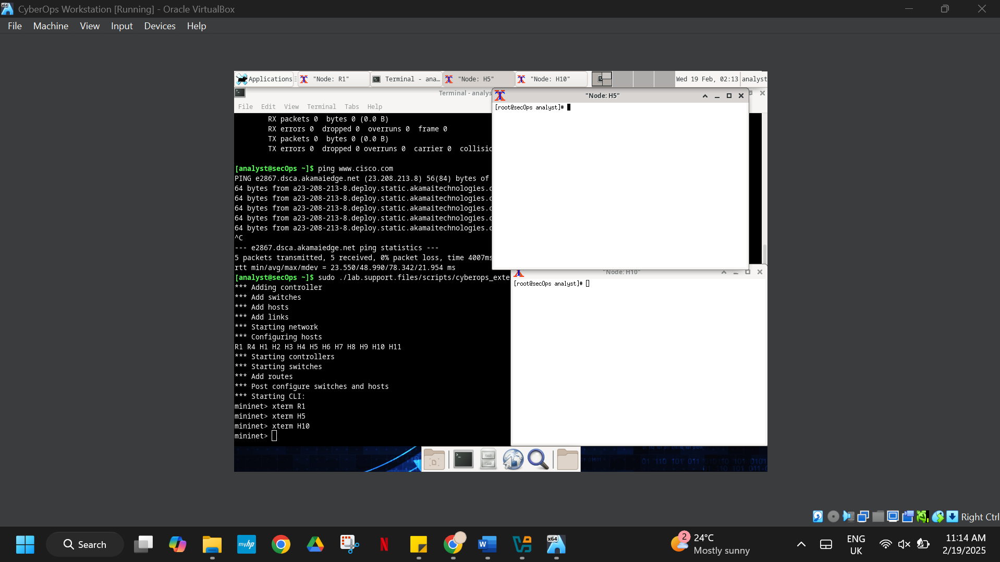 CyberOps Workstation [Running] - Oracle VirtualBox
File Machine View Input Devices Help
Applications "Node: R1" Terminal - ana... "Node: H5" "Node: H10" Wed 19 Feb, 02:13 analyst
Terminal - analys
File Edit View Terminal Tabs Help
RX packets 0 bytes 0 (0.0 B)
RX errors 0 dropped 0 overruns 0 frame 0
TX packets 0 bytes 0 (0.0 B)
TX errors 0 dropped 0 overruns 0 carrier 0 collisio
[analyst@secOps ~]$ ping www.cisco.com
PING e2867.dsca.akamaiedge.net (23.208.213.8) 56(84) bytes of
64 bytes from a23-208-213-8.deploy.static.akamaitechnologies.c
64 bytes from a23-208-213-8.deploy.static.akamaitechnologies.c
64 bytes from a23-208-213-8.deploy.static.akamaitechnologies.c
64 bytes from a23-208-213-8.deploy.static.akamaitechnologies.c
64 bytes from a23-208-213-8.deploy.static.akamaitechnologies.c
^C
--- e2867.dsca.akamaiedge.net ping statistics ---
5 packets transmitted, 5 received, 0% packet loss, time 4007ms
rtt min/avg/max/mdev = 23.550/48.990/78.342/21.954 ms
[analyst@secOps ~]$ sudo ./lab.support.files/scripts/cyberops_exte
*** Adding controller
*** Add switches
*** Add hosts
*** Add links
*** Starting network
*** Configuring hosts
R1 R4 H1 H2 H3 H4 H5 H6 H7 H8 H9 H10 H11
*** Starting controllers
*** Starting switches
*** Add routes
*** Post configure switches and hosts
*** Starting CLI:
mininet> xterm R1
mininet> xterm H5
mininet> xterm H10
mininet>
"Node: H5"
[root@secOps analyst]#
"Node: H10"
[root@secOps analyst]#
Right Ctrl
Search
myhp
N
W
x64
2
24°C
Mostly sunny
ENG
UK
11:14 AM
2/19/2025